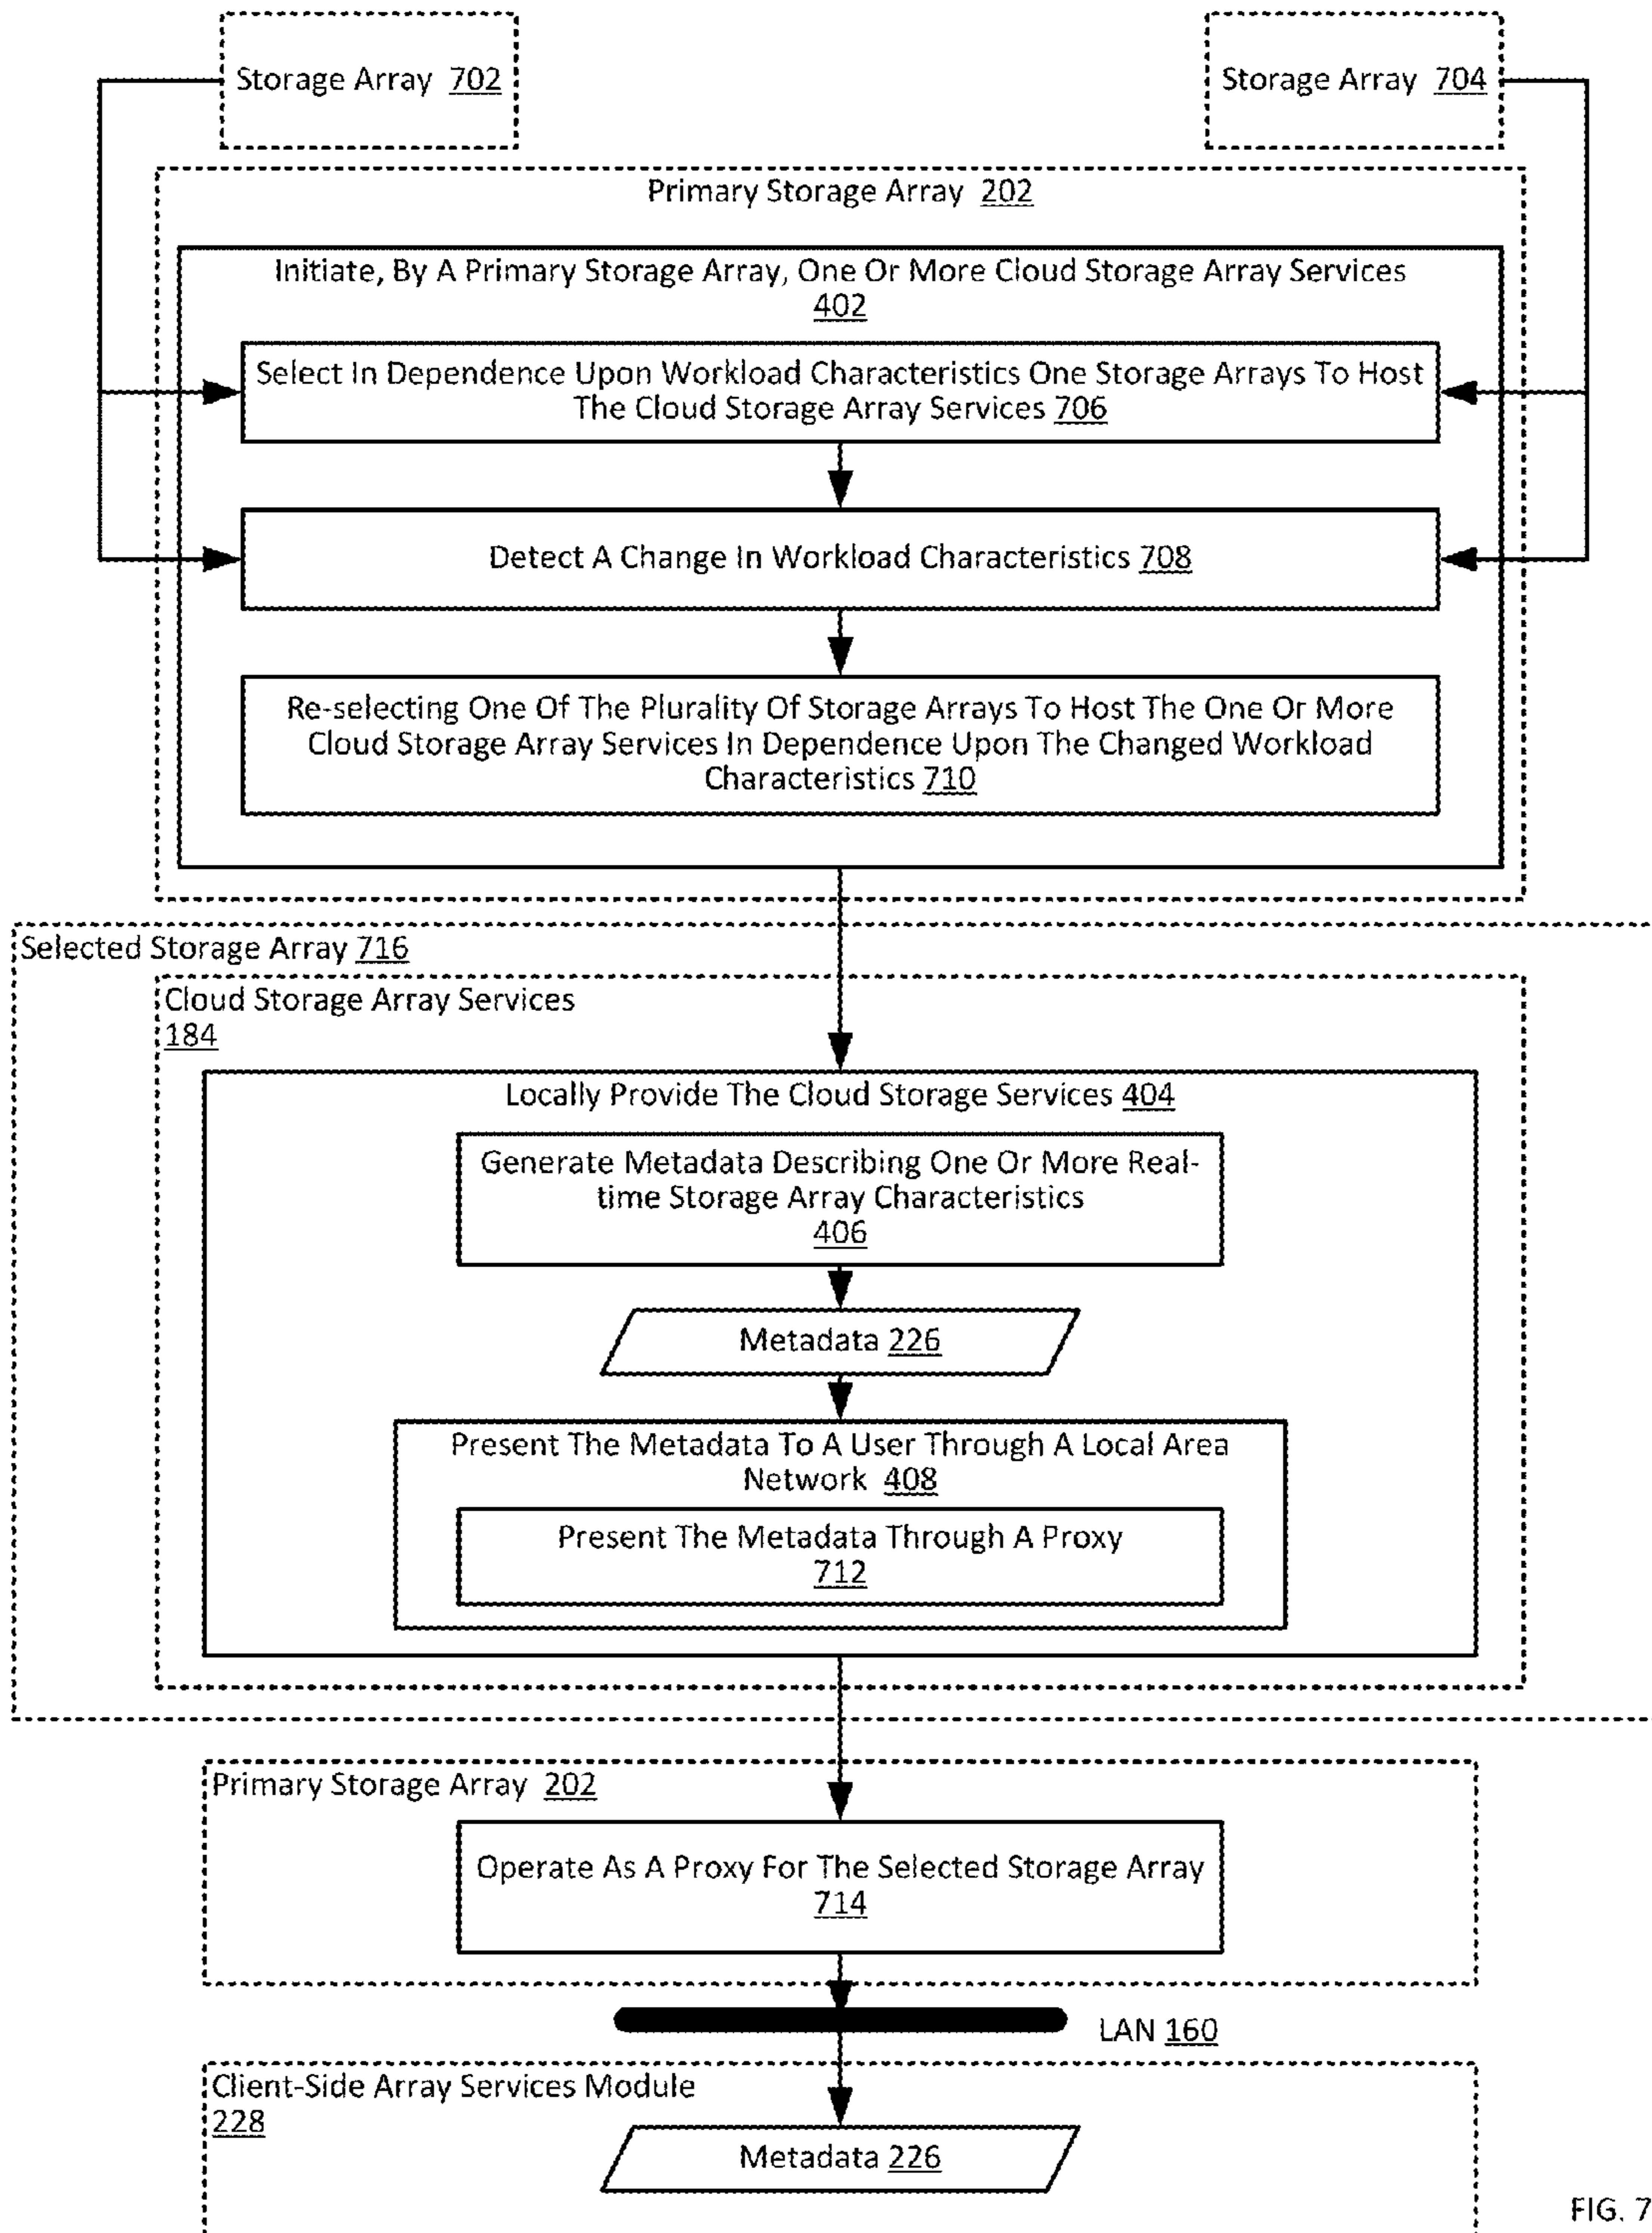 Storage Array 702
Storage Array 704
Primary Storage Array 202
Initiate, By A Primary Storage Array, One Or More Cloud Storage Array Services
402
Select In Dependence Upon Workload Characteristics One Storage Arrays To Host
The Cloud Storage Array Services 706
Detect A Change In Workload Characteristics 708
Re-selecting One Of The Plurality Of Storage Arrays To Host The One Or More
Cloud Storage Array Services In Dependence Upon The Changed Workload
Characteristics 710
Selected Storage Array 716
Cloud Storage Array Services
184
Locally Provide The Cloud Storage Services 404
Generate Metadata Describing One Or More Real-
time Storage Array Characteristics
406
Metadata 226
Present The Metadata To A User Through A Local Area
Network 408
Present The Metadata Through A Proxy
712
Primary Storage Array 202
Operate As A Proxy For The Selected Storage Array
714
LAN 160
Client-Side Array Services Module
228
Metadata 226
FIG. 7